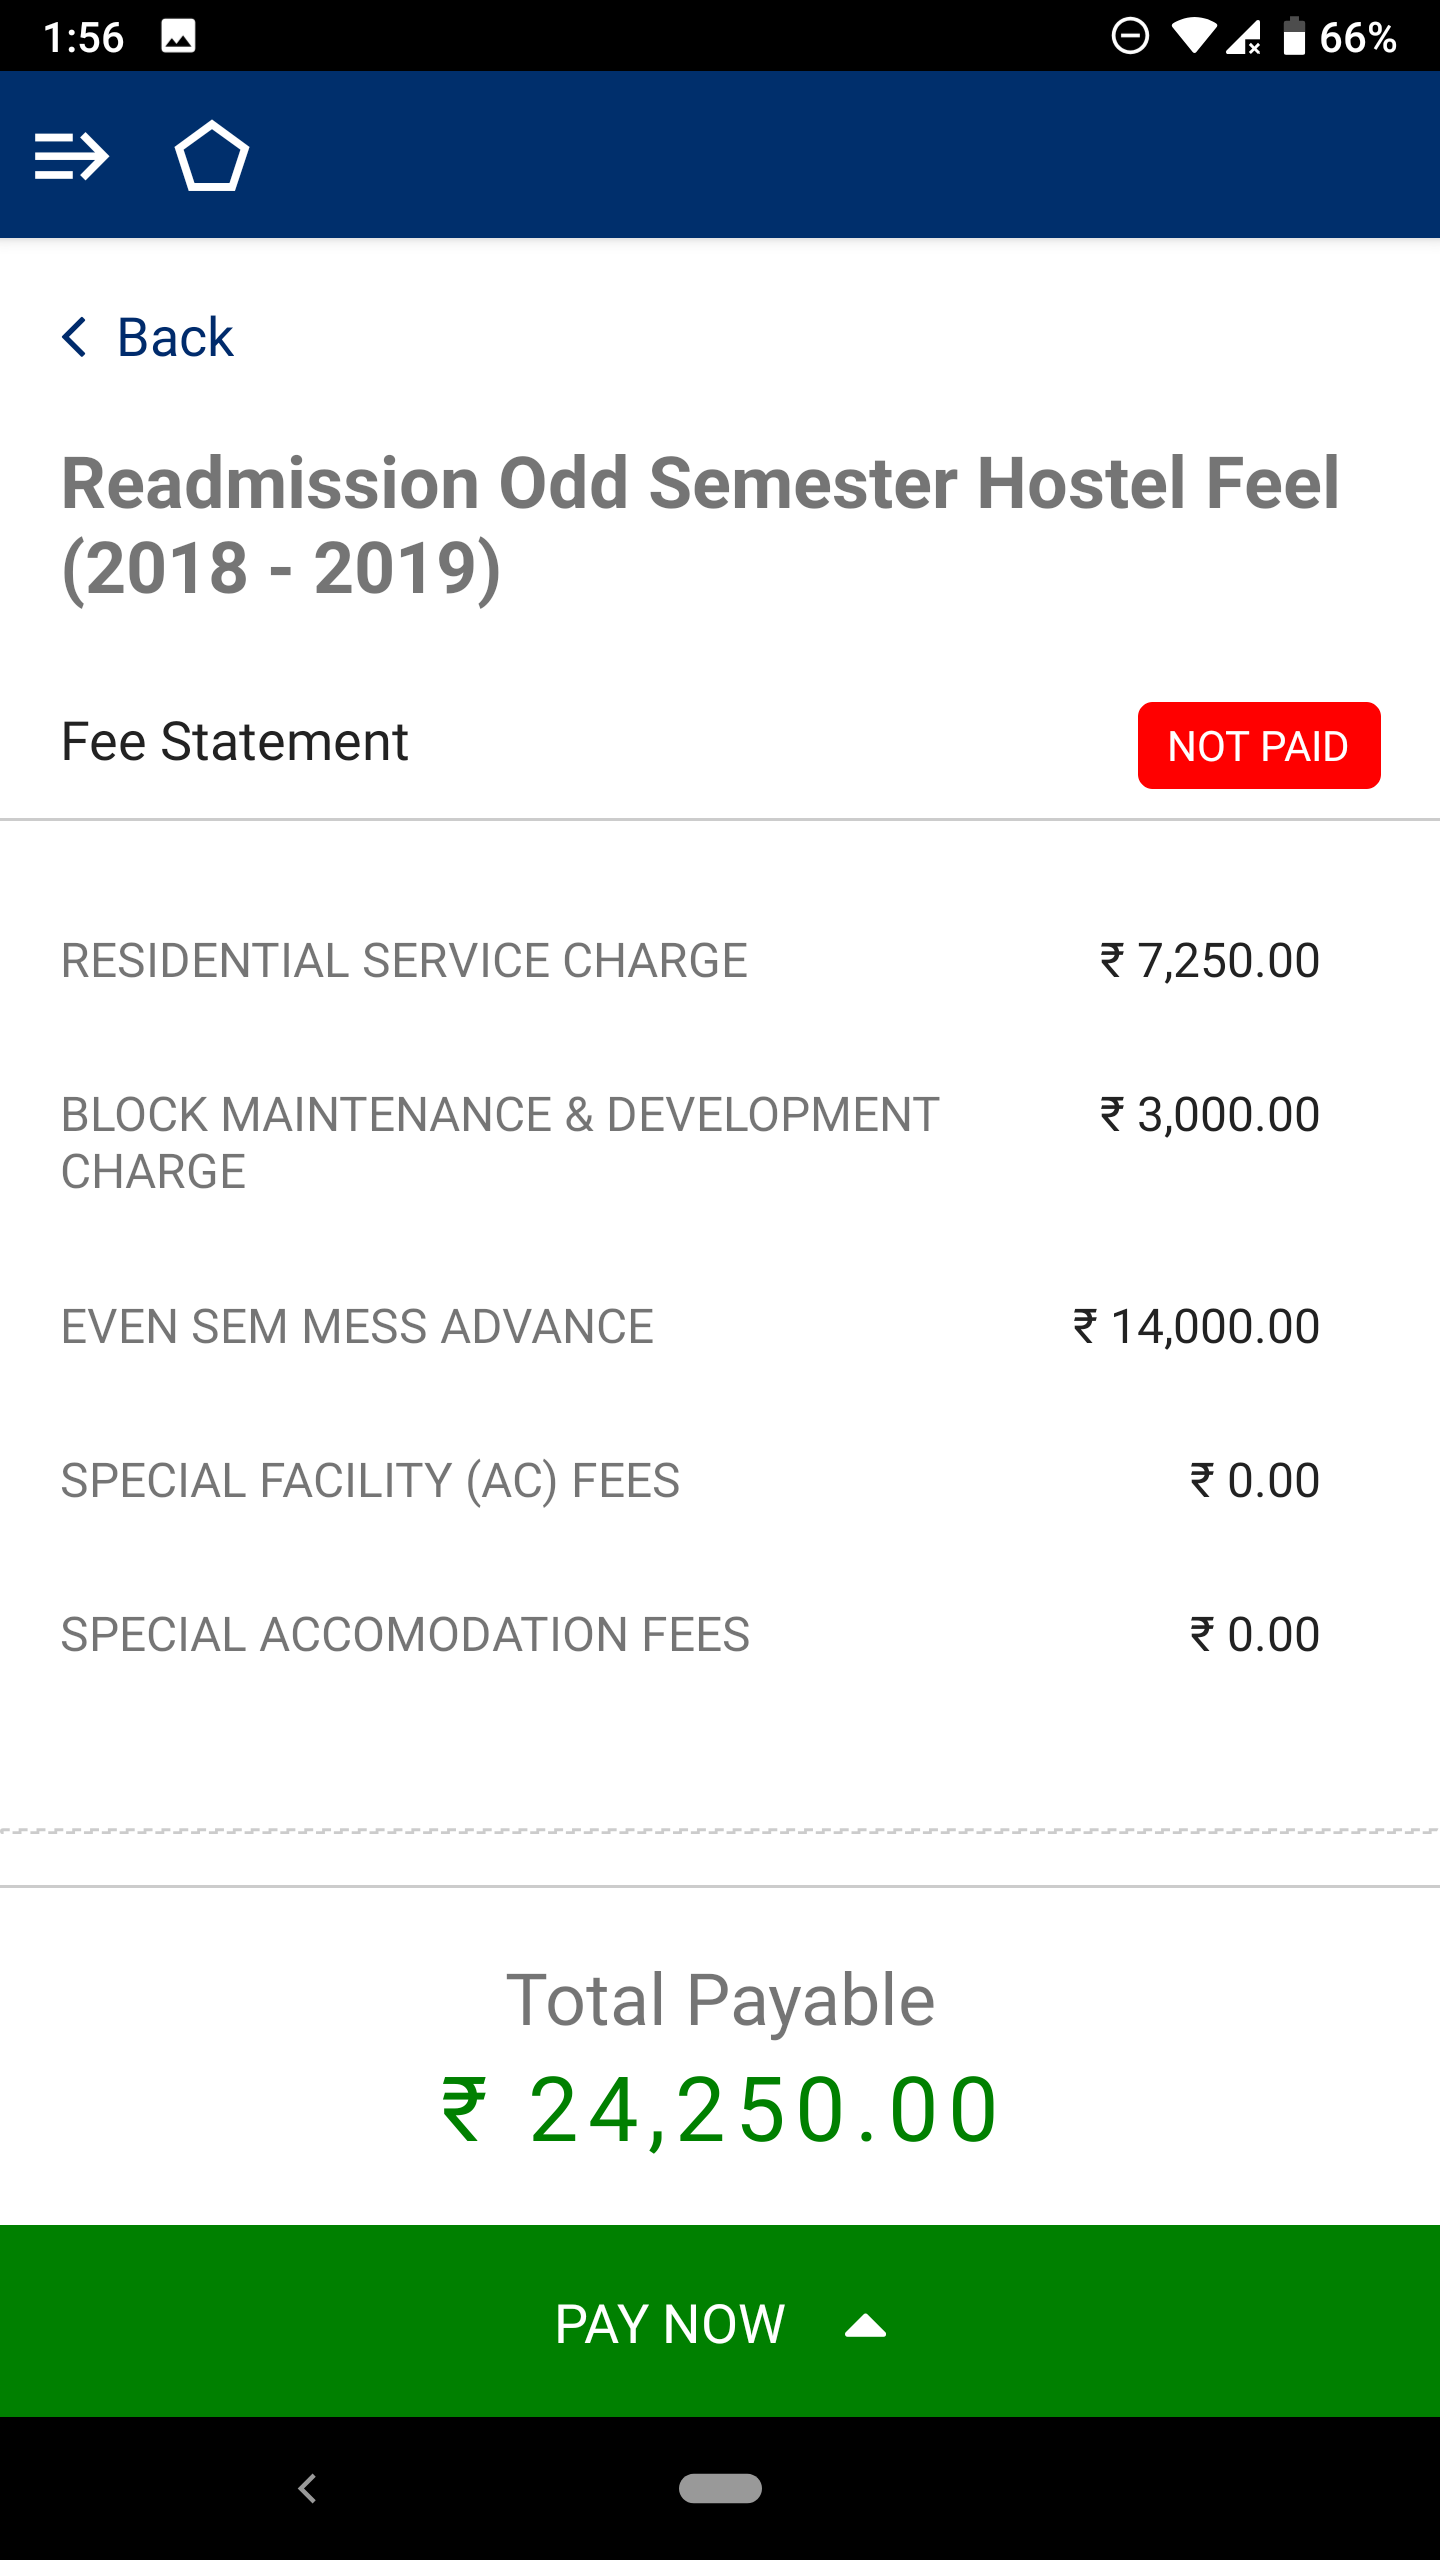 1:56
66%
Back
Readmission Odd Semester Hostel Feel
(2018 - 2019)
Fee Statement
NOT PAID
RESIDENTIAL SERVICE CHARGE ₹ 7,250.00
BLOCK MAINTENANCE & DEVELOPMENT ₹ 3,000.00
CHARGE
EVEN SEM MESS ADVANCE ₹ 14,000.00
SPECIAL FACILITY (AC) FEES ₹ 0.00
SPECIAL ACCOMODATION FEES ₹ 0.00
Total Payable
₹ 24,250.00
PAY NOW